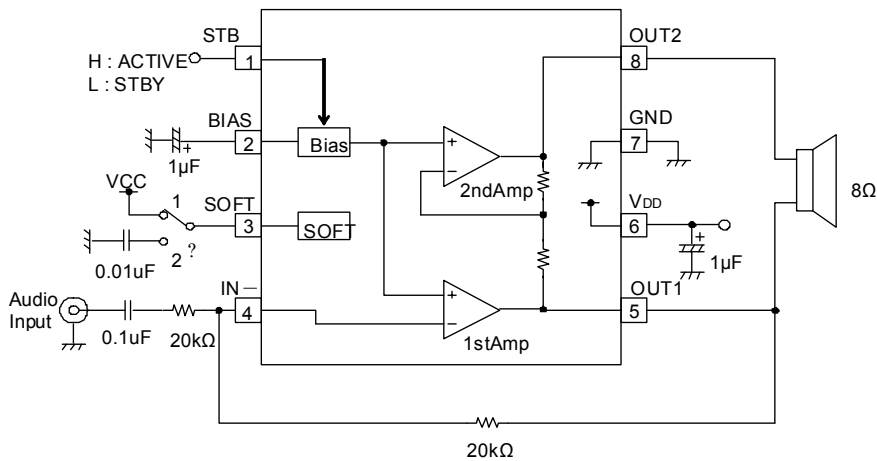 STB
1
H : ACTIVE
L : STBY
BIAS
2
Bias
1µF
+
VCC
1
SOFT
3
SOFT
2
?
0.01uF
Audio
Input
0.1uF
20kΩ
IN−
4
+
−
2ndAmp
+
−
1stAmp
OUT2
8
GND
7
VDD
6
+
1µF
OUT1
5
8Ω
20kΩ